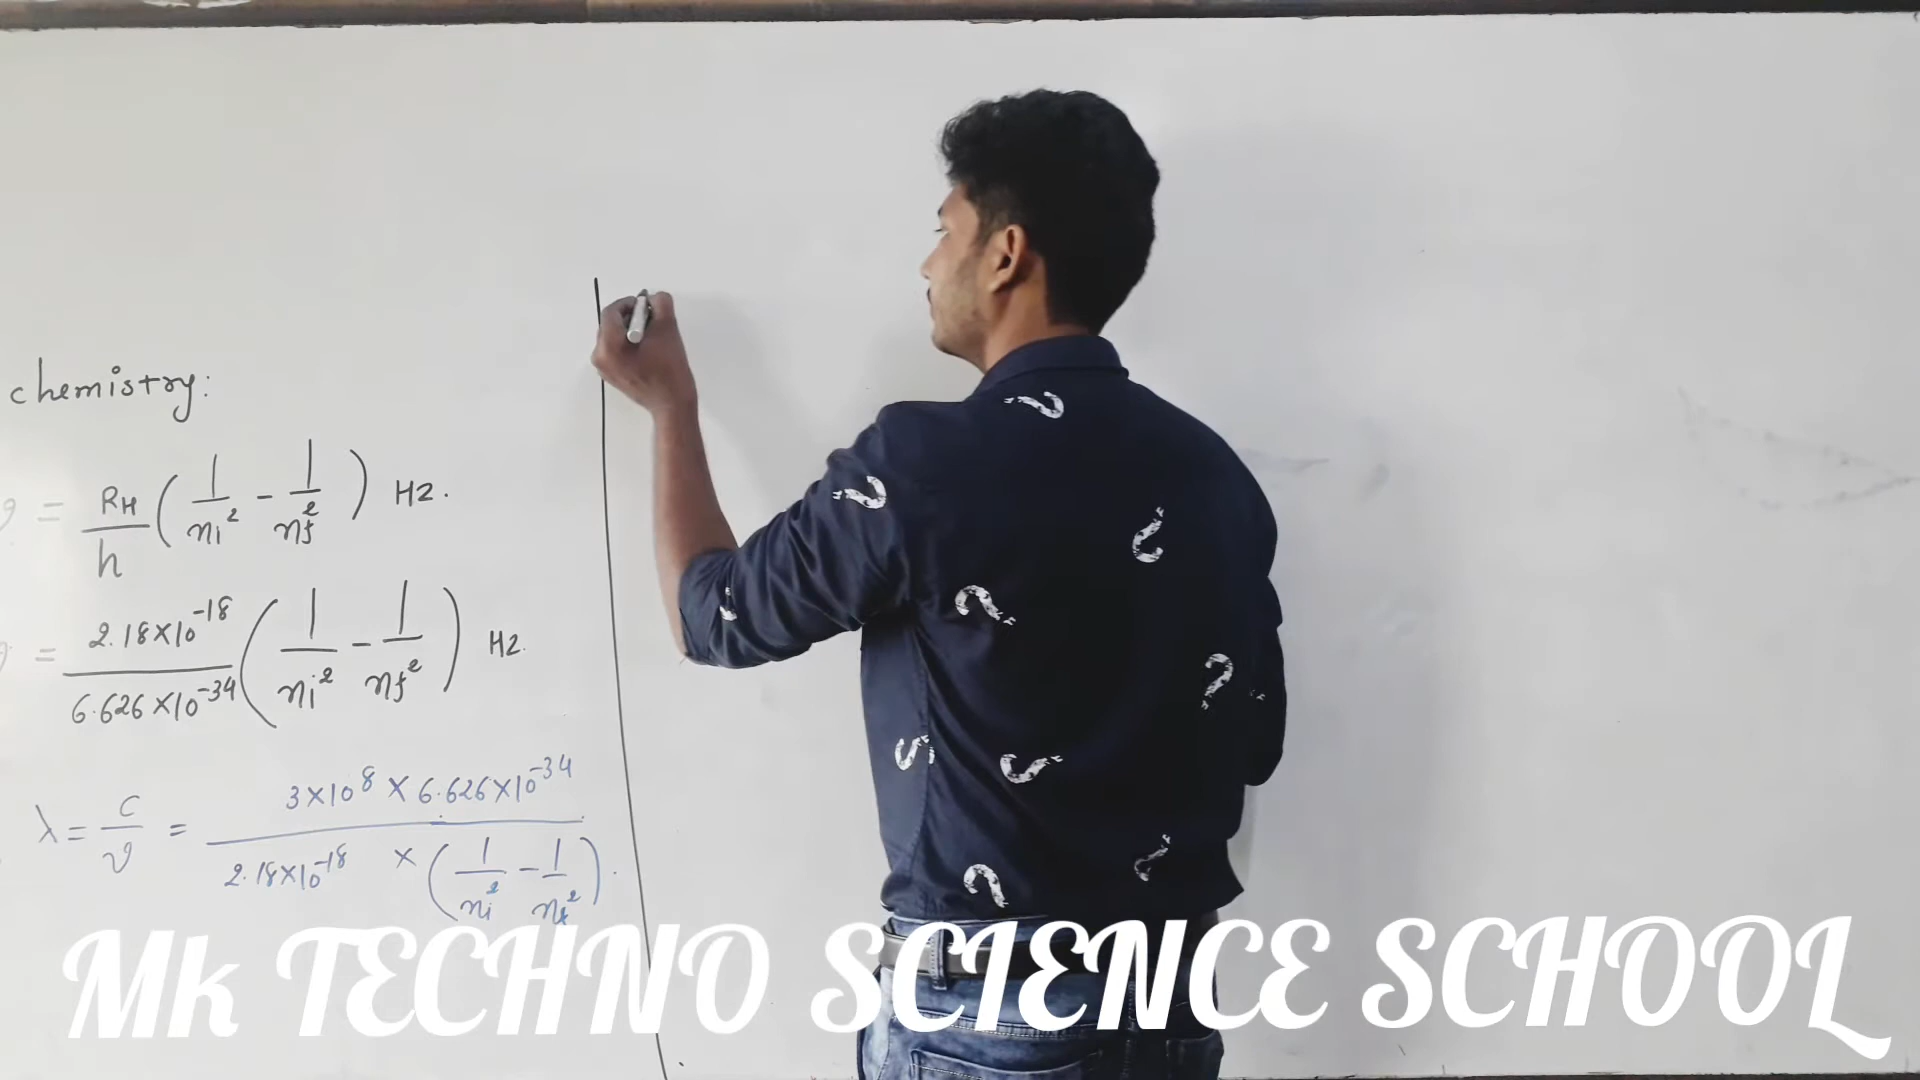 chemistry:
ν = RH/h (1/ni² - 1/nf²) HZ.
ν = 2.18×10⁻¹⁸/6.626×10⁻³⁴ (1/ni² - 1/nf²) HZ.
λ = c/ν = 3×10⁸ × 6.626×10⁻³⁴/2.18×10⁻¹⁸ × (1/ni² - 1/nf²).
Mk TECHNO SCIENCE SCHOOL